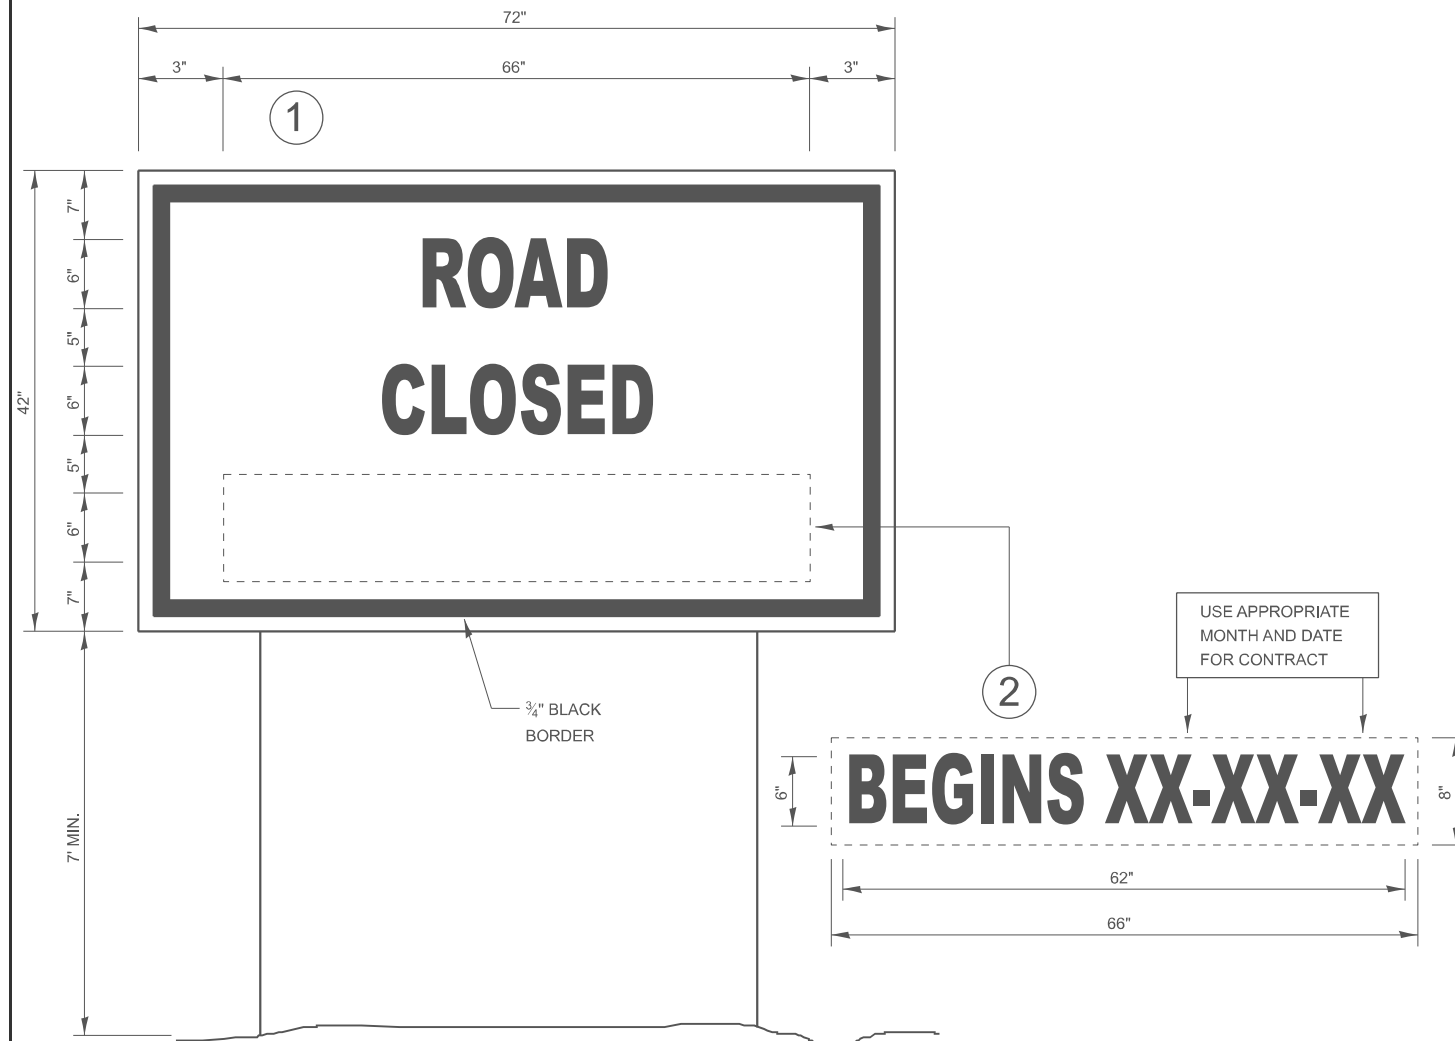 72"
3" 66" 3"
1
7"
6"
5"
6"
5"
6"
7"
42"
ROAD
CLOSED
¾" BLACK
BORDER
7' MIN.
2
USE APPROPRIATE
MONTH AND DATE
FOR CONTRACT
6"
BEGINS XX-XX-XX
8"
62"
66"